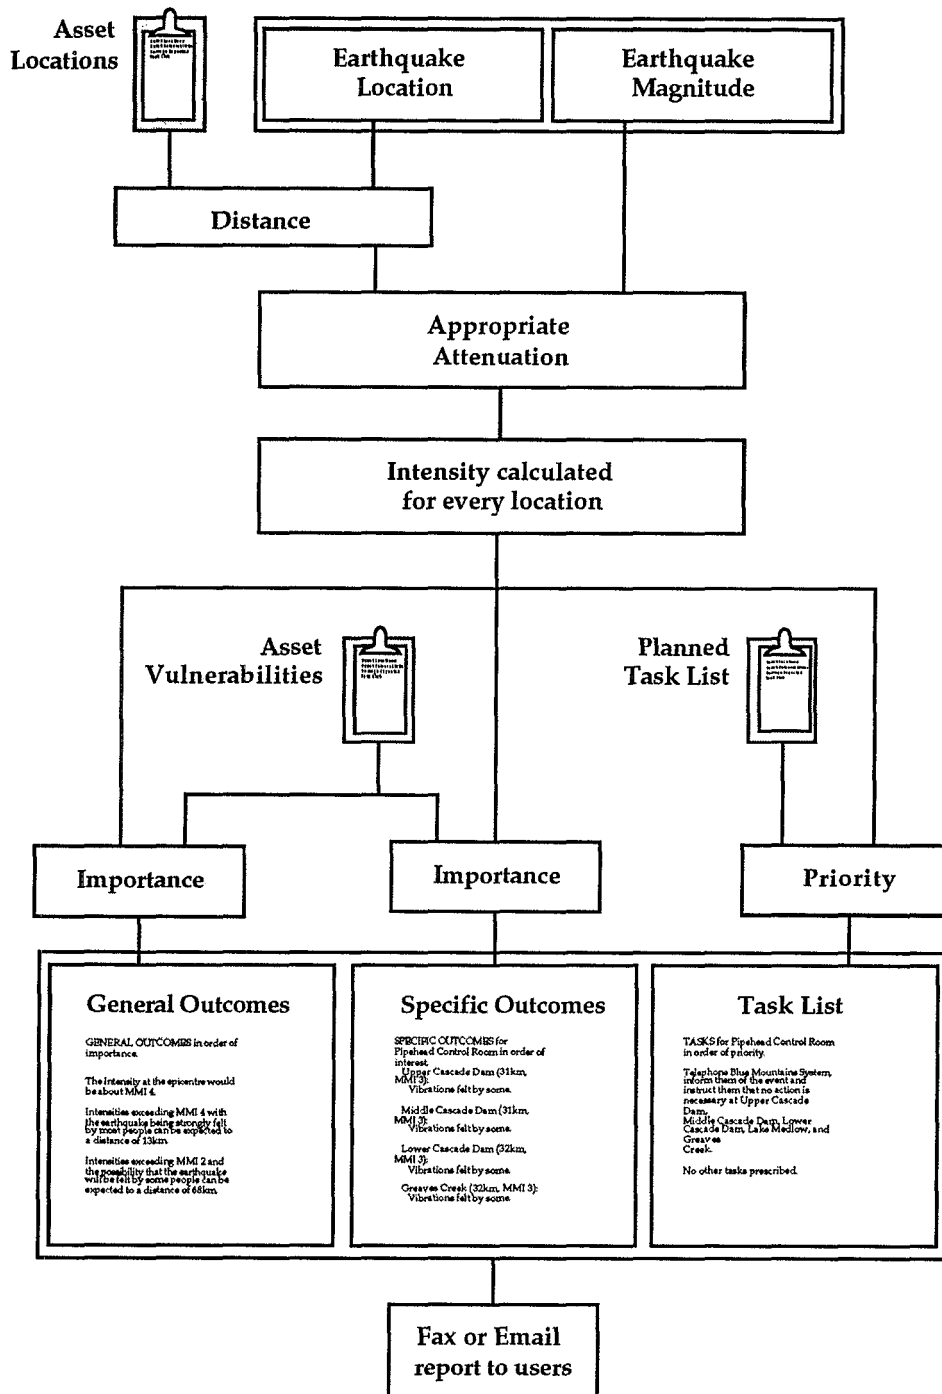 Asset
Locations
Earthquake
Location
Earthquake
Magnitude
Distance
Appropriate
Attenuation
Intensity calculated
for every location
Asset
Vulnerabilities
Planned
Task List
Importance
Importance
Priority
General Outcomes
GENERAL OUTCOMES in order of
importance.
The Intensity at the epicentre would
be about MMI 4.
Intensities exceeding MMI 4 with
the earthquake being strongly felt
by most people can be expected to
a distance of 13km.
Intensities exceeding MMI 2 and
the possibility that the earthquake
will be felt by some people can be
expected to a distance of 68km.
Specific Outcomes
SPECIFIC OUTCOMES for
Pipehead Control Room in order of
interest.
Upper Cascade Dam (31km,
MMI 3):
Vibrations felt by some.
Middle Cascade Dam (31km,
MMI 3):
Vibrations felt by some.
Lower Cascade Dam (32km,
MMI 3):
Vibrations felt by some.
Greaves Creek (32km, MMI 3):
Vibrations felt by some.
Task List
TASKS for Pipehead Control Room
in order of priority.
Telephone Blue Mountains System,
inform them of the event and
instruct them that no action is
necessary at Upper Cascade
Dam,
Middle Cascade Dam, Lower
Cascade Dam, Lake Medlow, and
Greaves
Creek.
No other tasks prescribed.
Fax or Email
report to users